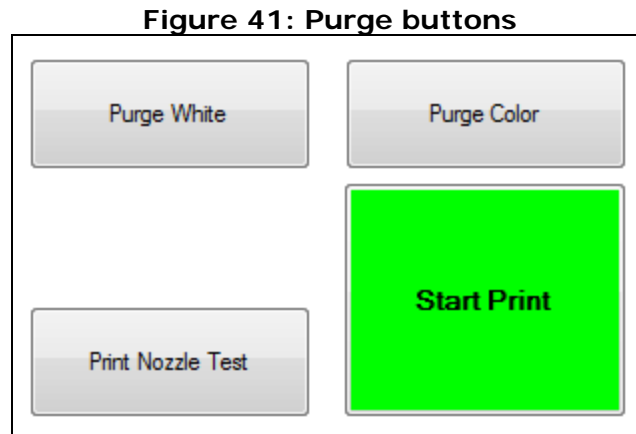 Figure 41: Purge buttons
Purge White
Purge Color
Start Print
Print Nozzle Test